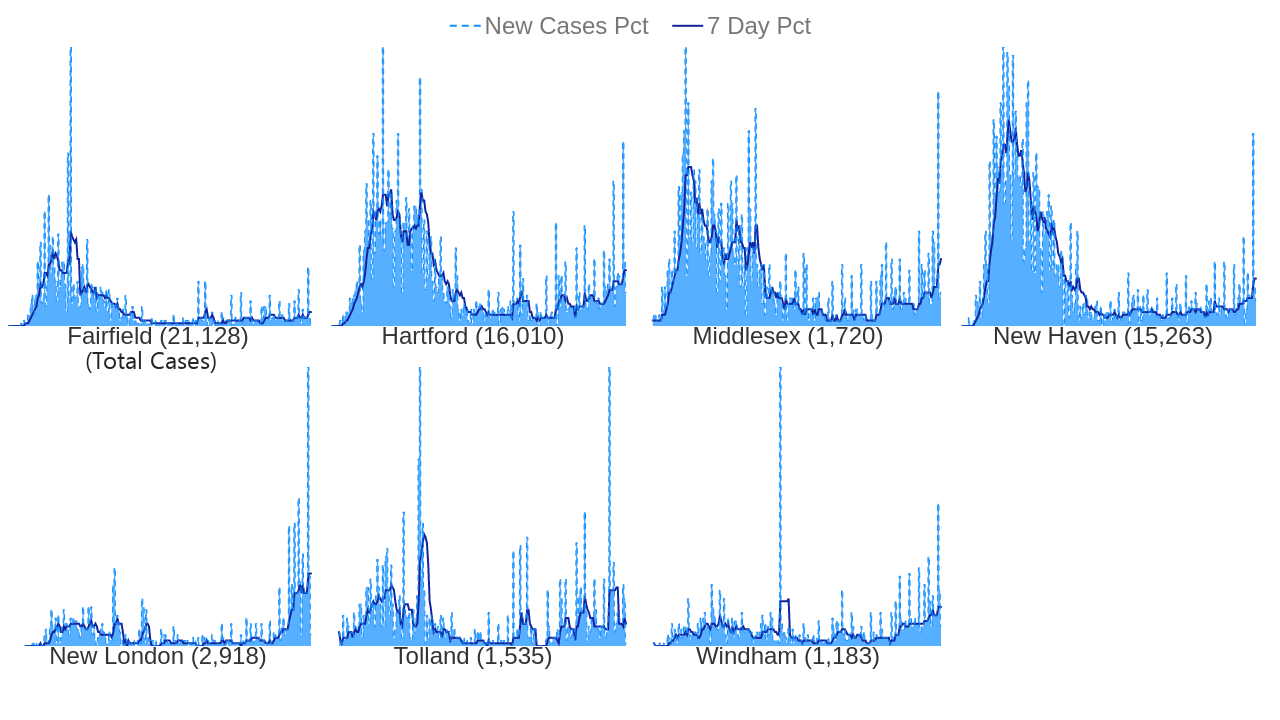 New Cases Pct 7 Day Pct
Fairfield (21,128) Hartford (16,010) Middlesex (1,720) New Haven (15,263)
(Total Cases)
New London (2,918) Tolland (1,535) Windham (1,183)